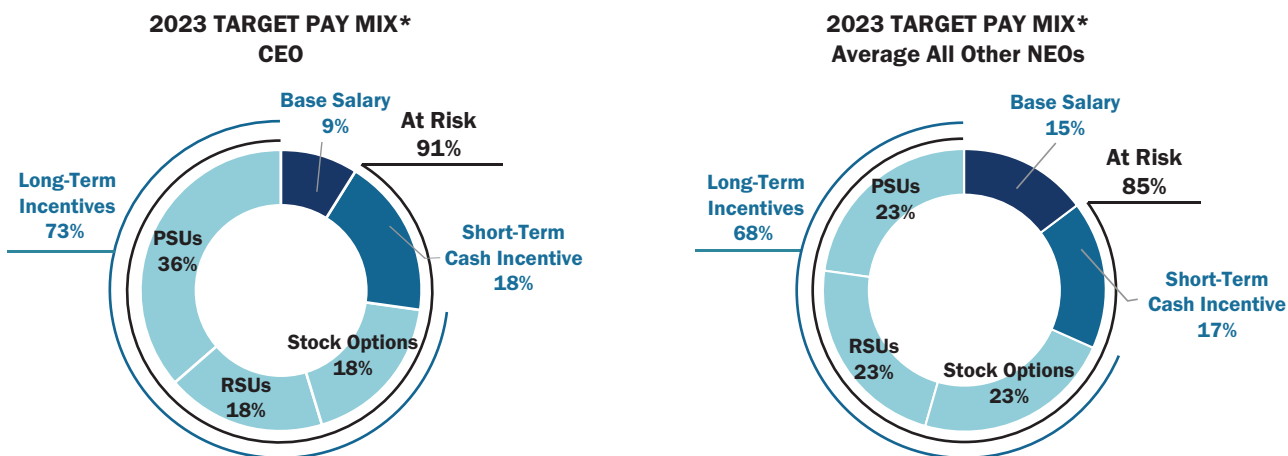 2023 TARGET PAY MIX*
CEO
Base Salary
9%
At Risk
91%
Long-Term
Incentives
73%
PSUs
36%
Short-Term
Cash Incentive
18%
Stock Options
18%
RSUs
18%
2023 TARGET PAY MIX*
Average All Other NEOs
Base Salary
15%
At Risk
85%
Long-Term
Incentives
68%
PSUs
23%
Short-Term
Cash Incentive
17%
RSUs
23%
Stock Options
23%